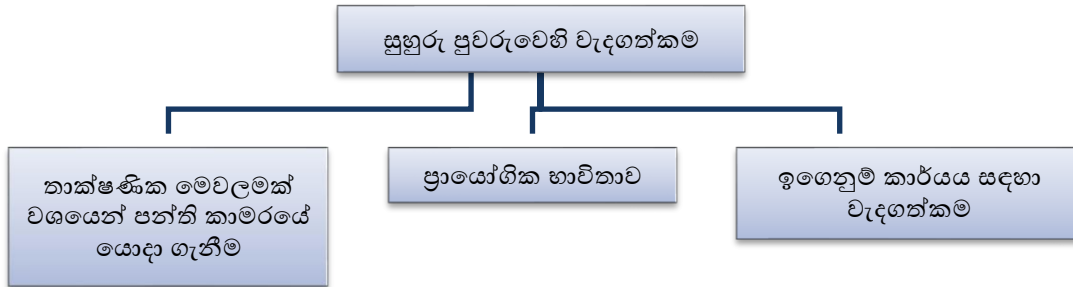 සුහුරු පුවරුවෙහි වැදගත්කම
තාක්ෂණික මෙවලමක්
වශයෙන් පන්ති කාමරයේ
යොදා ගැනීම
ප්‍රායෝගික භාවිතාව
ඉගෙනුම් කාර්යය සඳහා
වැදගත්කම